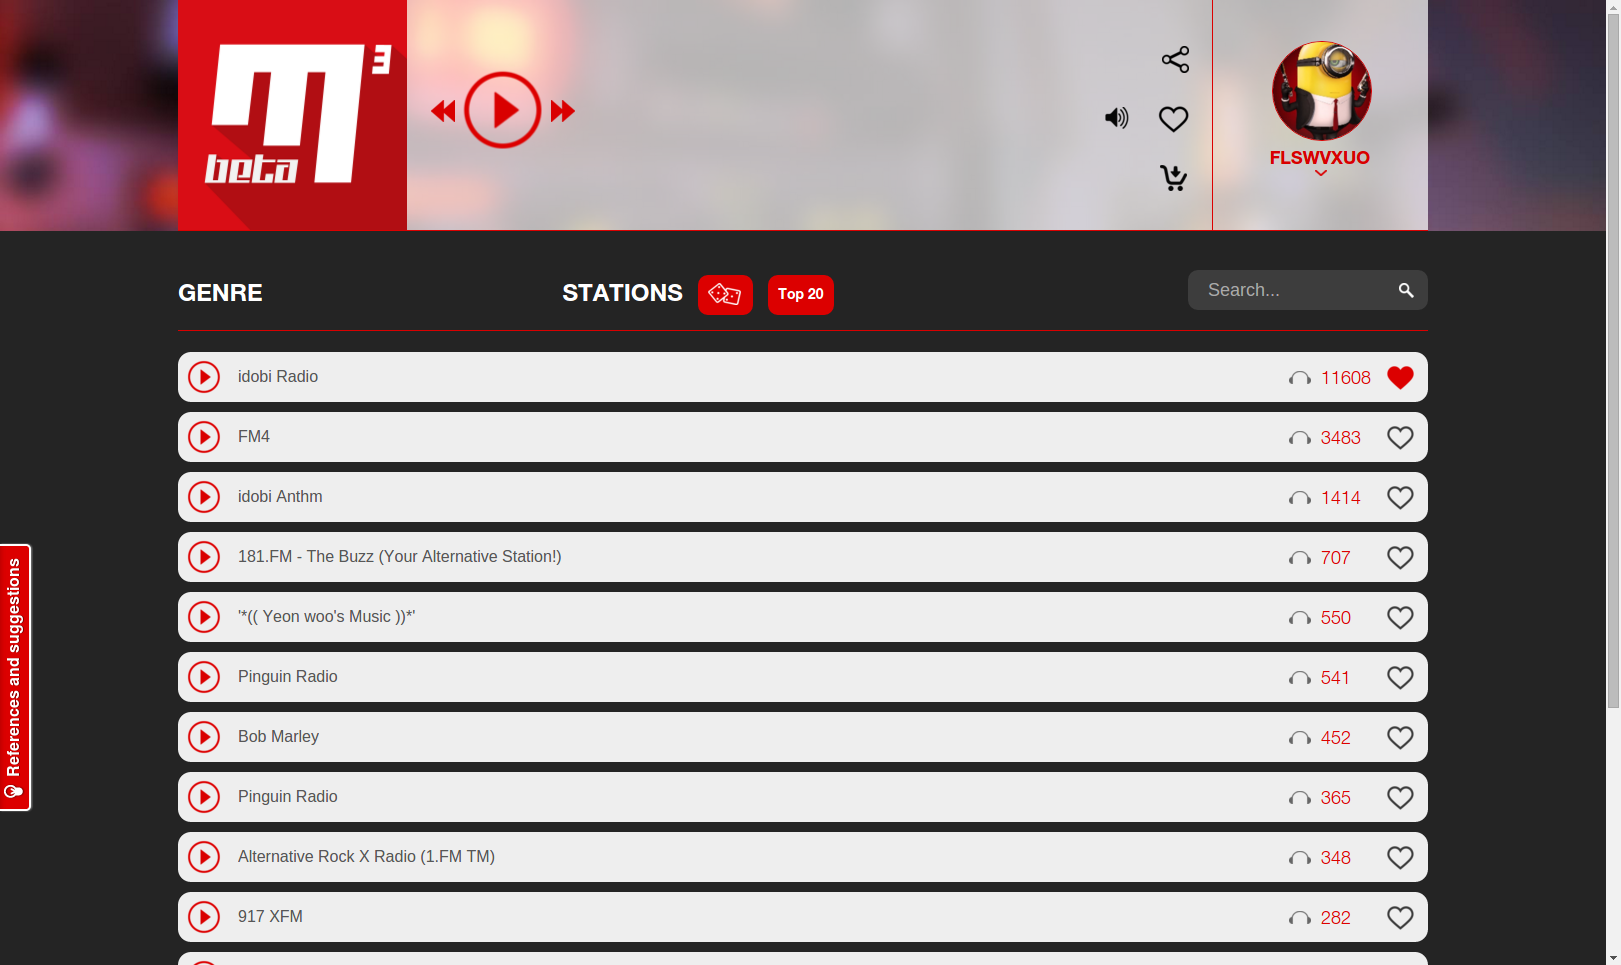 m3
beta
FLSWVXUO
GENRE
STATIONS
Top 20
Search...
idobi Radio
11608
FM4
3483
idobi Anthm
1414
181.FM - The Buzz (Your Alternative Station!)
707
'*(( Yeon woo's Music ))*'
550
Pinguin Radio
541
Bob Marley
452
Pinguin Radio
365
Alternative Rock X Radio (1.FM TM)
348
917 XFM
282
References and suggestions